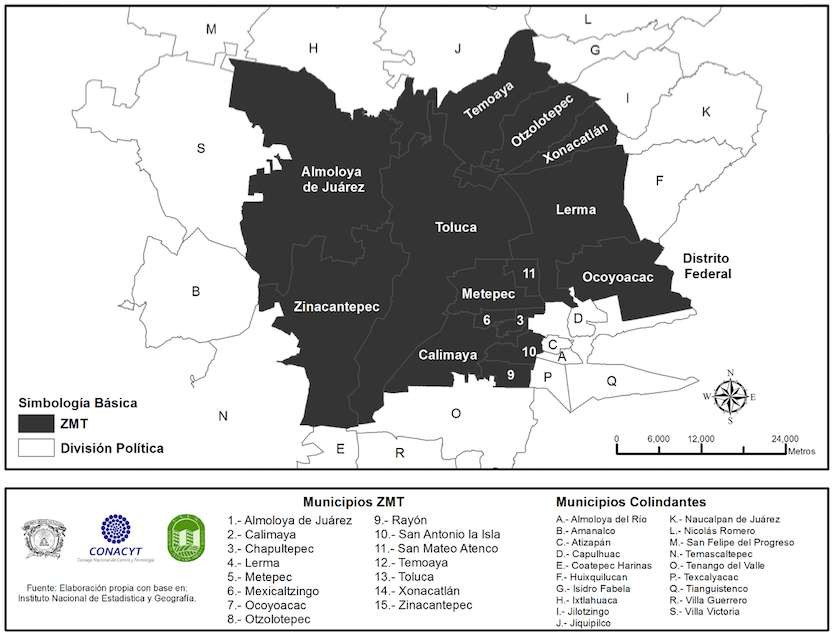 M
H
J
L
G
I
K
S
Temoaya
Otzolotepec
Xonacatlán
Almoloya
de Juárez
F
Toluca
Lerma
Distrito
Federal
11
Ocoyoacac
B
Metepec
Zinacantepec
6
3
D
C
A
10
Calimaya
9
P
Q
N
O
E
R
Simbología Básica
ZMT
División Política
N
W
E
S
0
6,000
12,000
24,000
Metros
Municipios ZMT
1.- Almoloya de Juárez
2.- Calimaya
3.- Chapultepec
4.- Lerma
5.- Metepec
6.- Mexicaltzingo
7.- Ocoyoacac
8.- Otzolotepec
9.- Rayón
10.- San Antonio la Isla
11.- San Mateo Atenco
12.- Temoaya
13.- Toluca
14.- Xonacatlán
15.- Zinacantepec
Municipios Colindantes
A.- Almoloya del Río
B.- Amanalco
C.- Atizapán
D.- Capulhuac
E.- Coatepec Harinas
F.- Huixquilucan
G.- Isidro Fabela
H.- Ixtlahuaca
I.- Jilotzingo
J.- Jiquipilco
K.- Naucalpan de Juárez
L.- Nicolás Romero
M.- San Felipe del Progreso
N.- Temascaltepec
O.- Tenango del Valle
P.- Texcalyacac
Q.- Tianguistenco
R.- Villa Guerrero
S.- Villa Victoria
CONACYT
Consejo Nacional de Ciencia y Tecnología
Fuente: Elaboración Propia con base en:
Instituto Nacional de Estadística y Geografía.